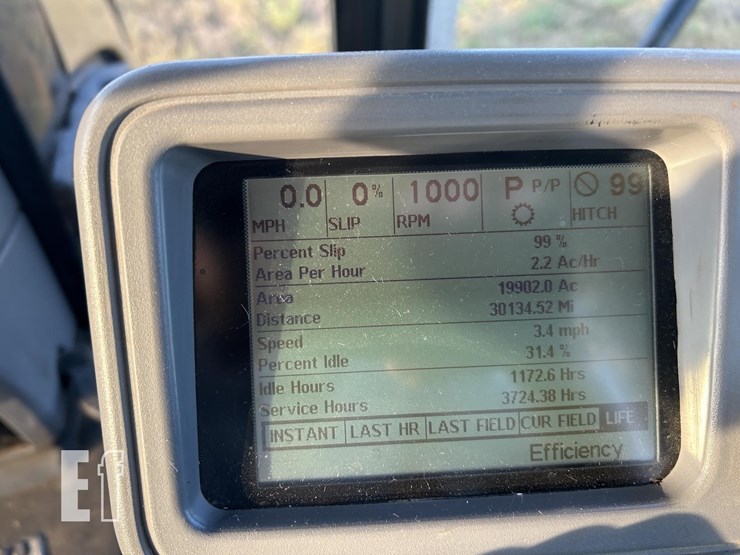 0.0 0% 1000 P P/P 99
MPH SLIP RPM HITCH
Percent Slip 99 %
Area Per Hour 2.2 Ac/Hr
Area 19902.0 Ac
Distance 30134.52 Mi
Speed 3.4 mph
Percent Idle 31.4 %
Idle Hours 1172.6 Hrs
Service Hours 3724.38 Hrs
INSTANT LAST HR LAST FIELD CUR FIELD LIFE
Efficiency
Ef